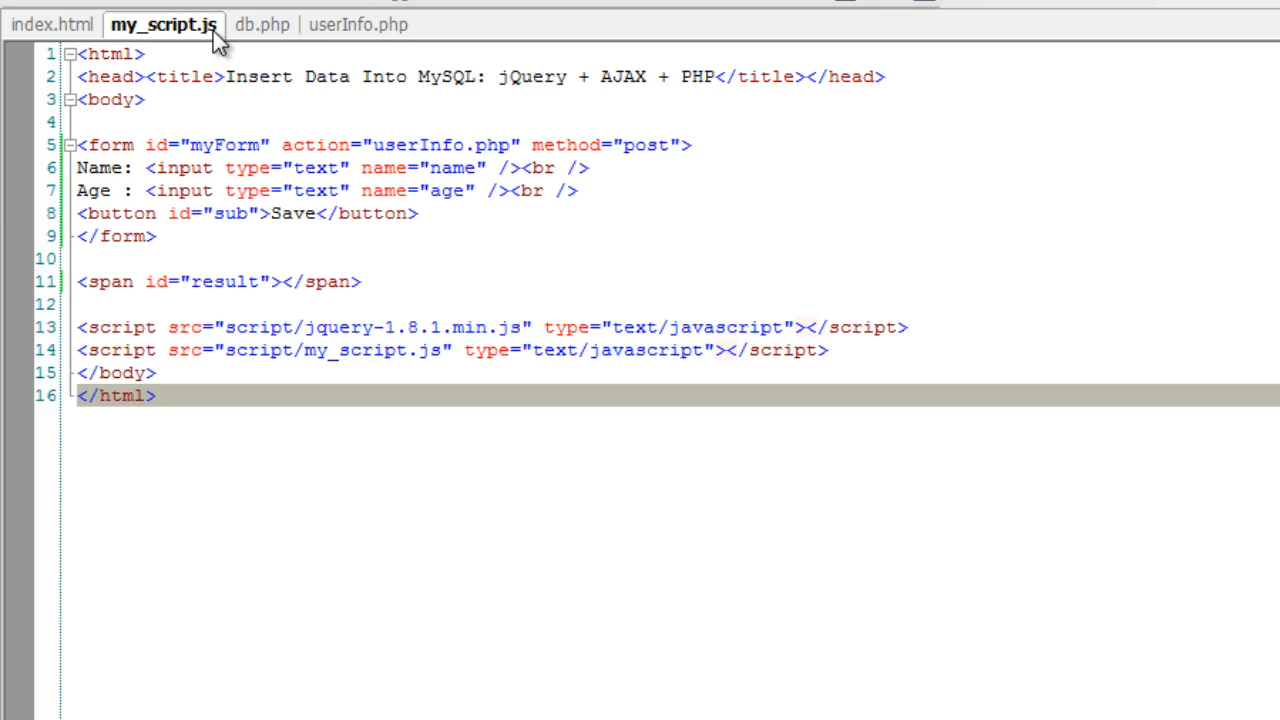 index.html my_script.js db.php userInfo.php
1 <html>
2 <head><title>Insert Data Into MySQL: jQuery + AJAX + PHP</title></head>
3 <body>
4
5 <form id="myForm" action="userInfo.php" method="post">
6 Name: <input type="text" name="name" /><br />
7 Age : <input type="text" name="age" /><br />
8 <button id="sub">Save</button>
9 </form>
10
11 <span id="result"></span>
12
13 <script src="script/jquery-1.8.1.min.js" type="text/javascript"></script>
14 <script src="script/my_script.js" type="text/javascript"></script>
15 </body>
16 </html>